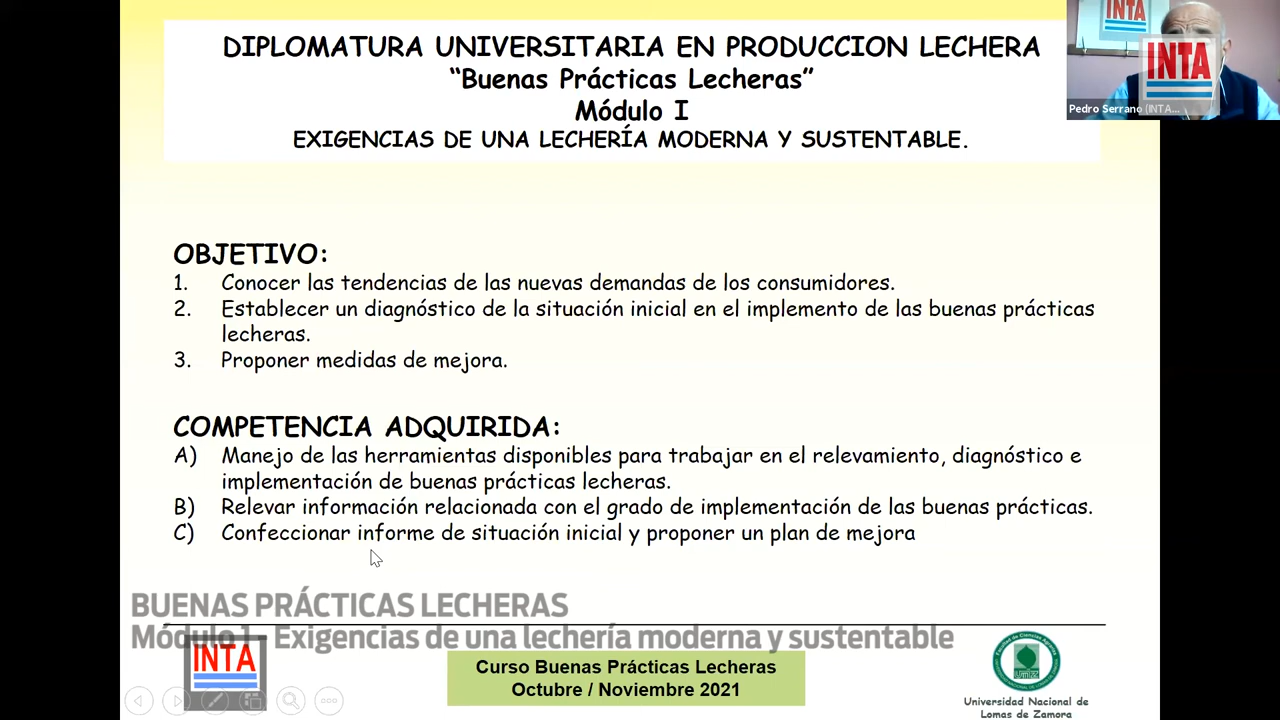 DIPLOMATURA UNIVERSITARIA EN PRODUCCION LECHERA
“Buenas Prácticas Lecheras”
Módulo I
EXIGENCIAS DE UNA LECHERÍA MODERNA Y SUSTENTABLE.
INTA
INTA
Pedro Serrano (INTA...
OBJETIVO:
1. Conocer las tendencias de las nuevas demandas de los consumidores.
2. Establecer un diagnóstico de la situación inicial en el implemento de las buenas prácticas
lecheras.
3. Proponer medidas de mejora.
COMPETENCIA ADQUIRIDA:
A) Manejo de las herramientas disponibles para trabajar en el relevamiento, diagnóstico e
implementación de buenas prácticas lecheras.
B) Relevar información relacionada con el grado de implementación de las buenas prácticas.
C) Confeccionar informe de situación inicial y proponer un plan de mejora
BUENAS PRÁCTICAS LECHERAS
Módulo 1. Exigencias de una lechería moderna y sustentable
INTA
Curso Buenas Prácticas Lecheras
Octubre / Noviembre 2021
Universidad Nacional de
Lomas de Zamora